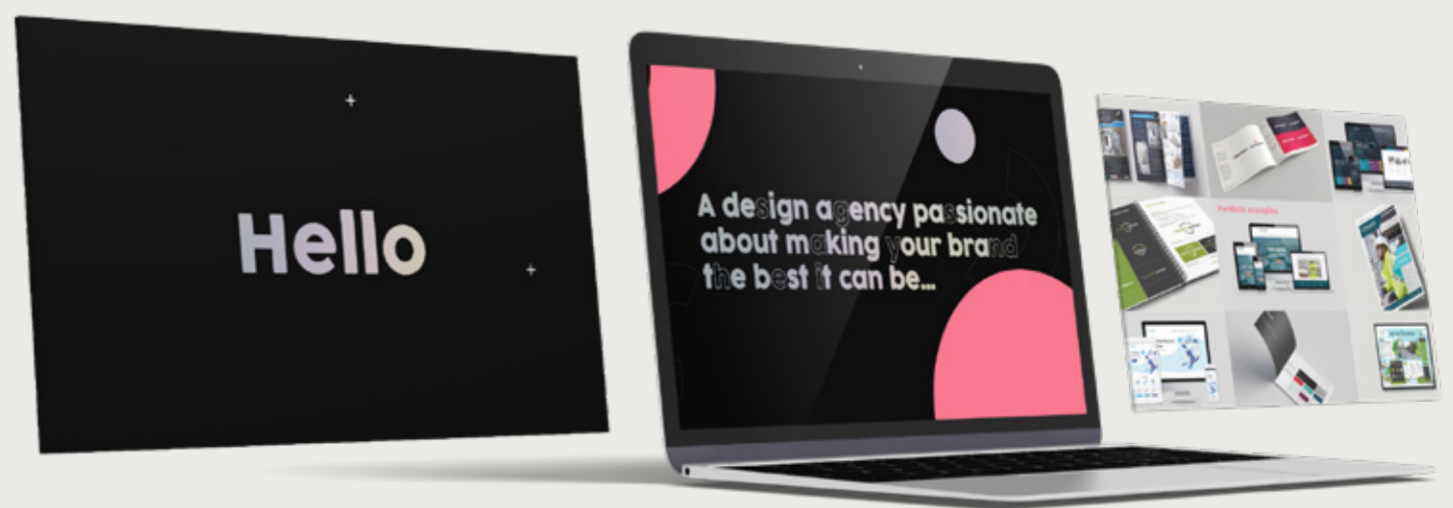 Hello
A design agency passionate
about making your brand
the best it can be...
Portfolio examples